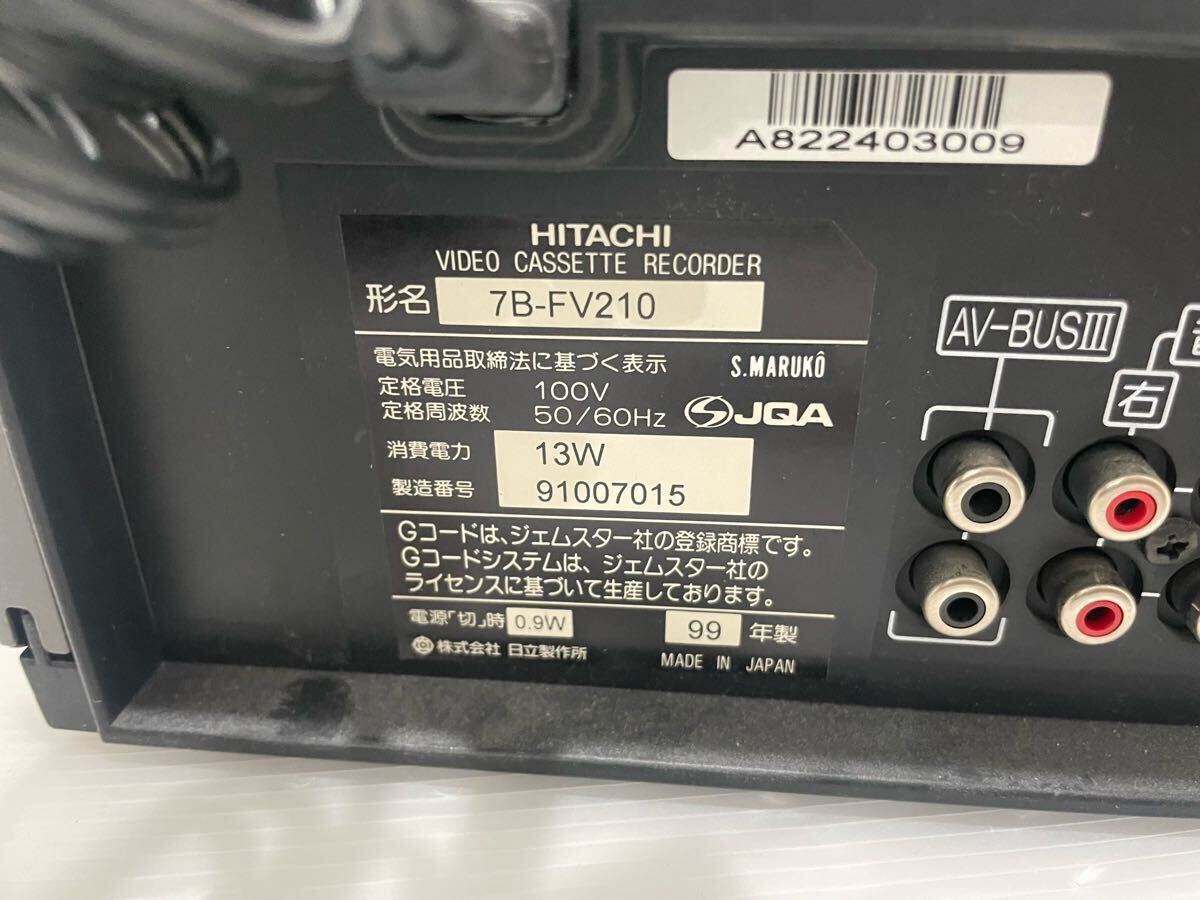 A822403009
HITACHI
VIDEO CASSETTE RECORDER
形名 7B-FV210
電気用品取締法に基づく表示 S.MARUKÔ
定格電圧 100V
定格周波数 50/60Hz JQA
消費電力 13W
製造番号 91007015
Gコードは、ジェムスター社の登録商標です。
Gコードシステムは、ジェムスター社の
ライセンスに基づいて生産しております。
電源「切」時 0.9W 99 年製
株式会社 日立製作所 MADE IN JAPAN
AV-BUSIII
右